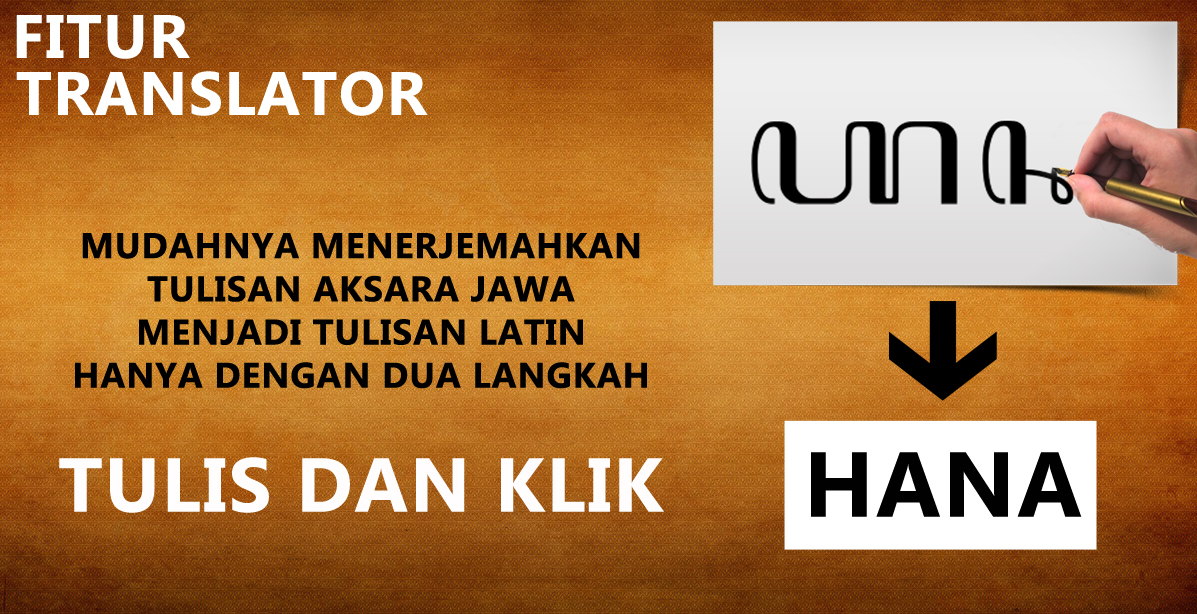 FITUR
TRANSLATOR
MUDAHNYA MENERJEMAHKAN
TULISAN AKSARA JAWA
MENJADI TULISAN LATIN
HANYA DENGAN DUA LANGKAH
TULIS DAN KLIK
ꦲꦤ
HANA